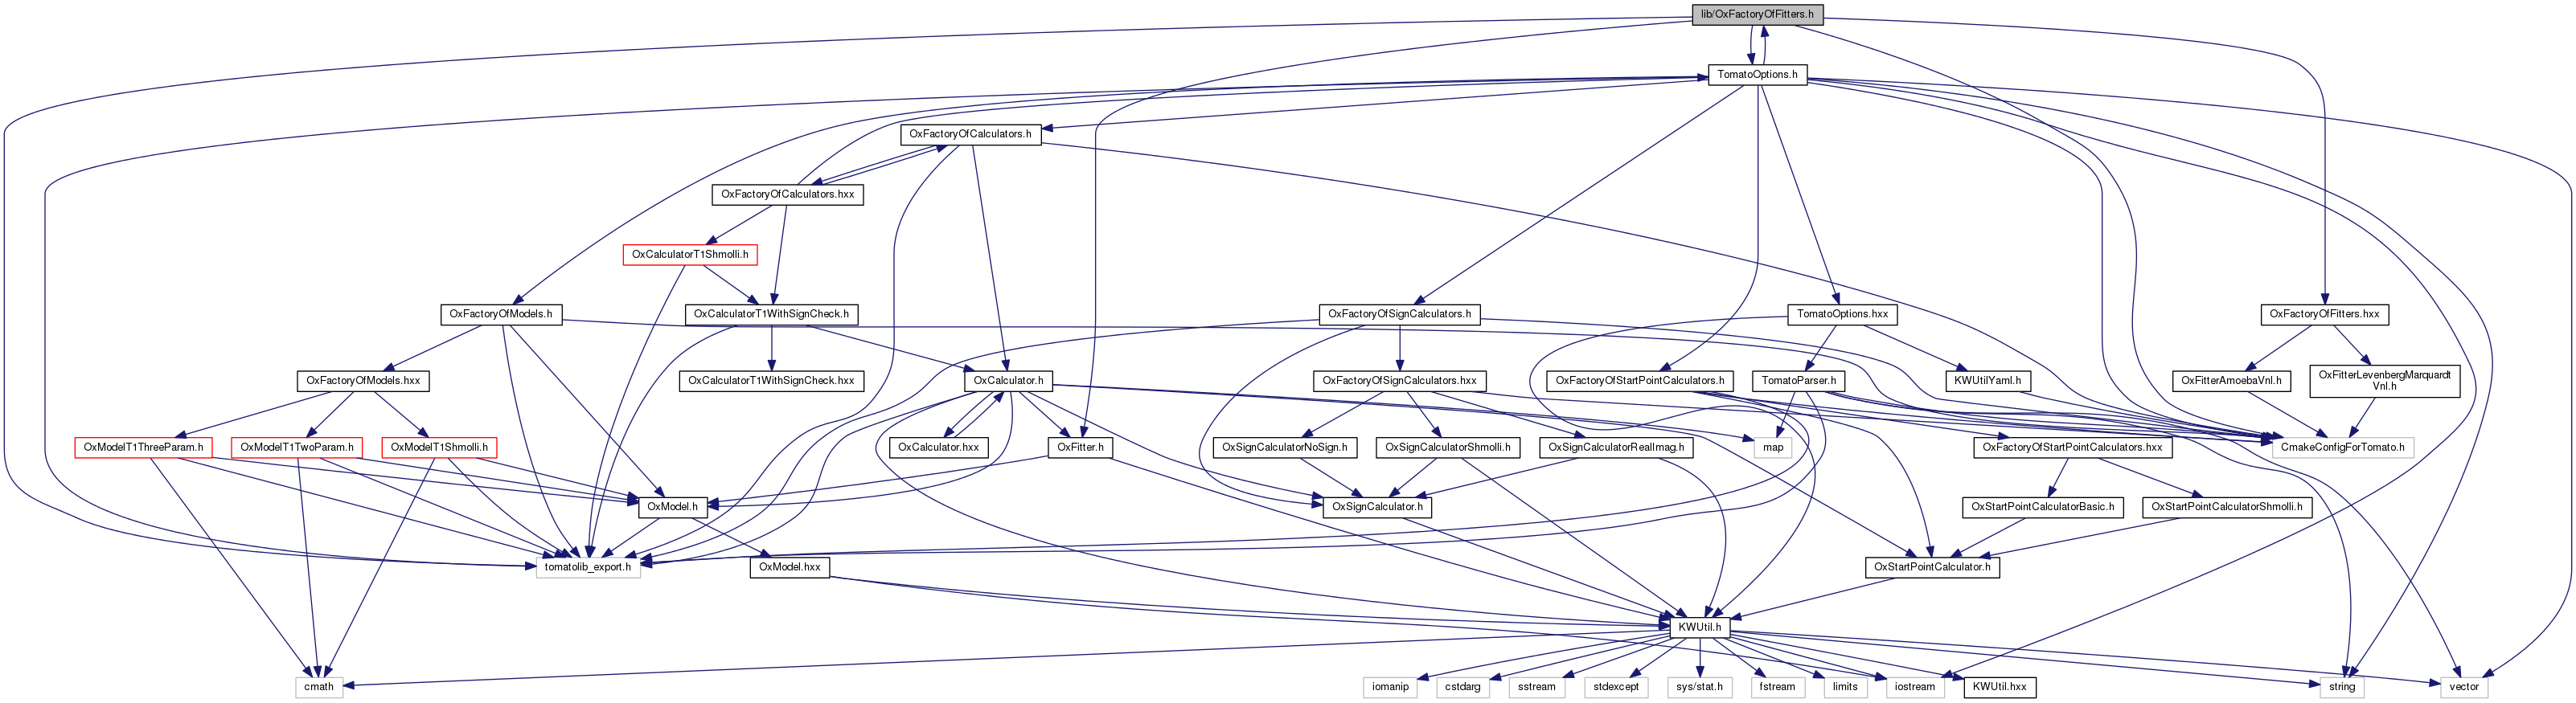 lib/OxFactoryOfFitters.h
TomatoOptions.h
OxFactoryOfCalculators.h
OxFactoryOfCalculators.hxx
OxCalculatorT1Shmolli.h
OxFactoryOfModels.h
OxCalculatorT1WithSignCheck.h
OxFactoryOfSignCalculators.h
TomatoOptions.hxx
OxFactoryOfFitters.hxx
OxFactoryOfModels.hxx
OxCalculatorT1WithSignCheck.hxx
OxCalculator.h
OxFactoryOfSignCalculators.hxx
OxFactoryOfStartPointCalculators.h
TomatoParser.h
KWUtilYaml.h
OxFitterAmoebaVnl.h
OxFitterLevenbergMarquardt
Vnl.h
OxModelT1ThreeParam.h
OxModelT1TwoParam.h
OxModelT1Shmolli.h
OxCalculator.hxx
OxFitter.h
map
OxSignCalculatorNoSign.h
OxSignCalculatorShmolli.h
OxSignCalculatorRealImag.h
OxFactoryOfStartPointCalculators.hxx
CmakeConfigForTomato.h
OxModel.h
OxSignCalculator.h
OxStartPointCalculatorBasic.h
OxStartPointCalculatorShmolli.h
tomatolib_export.h
OxModel.hxx
OxStartPointCalculator.h
KWUtil.h
cmath
iomanip
cstdarg
sstream
stdexcept
sys/stat.h
fstream
limits
iostream
KWUtil.hxx
string
vector